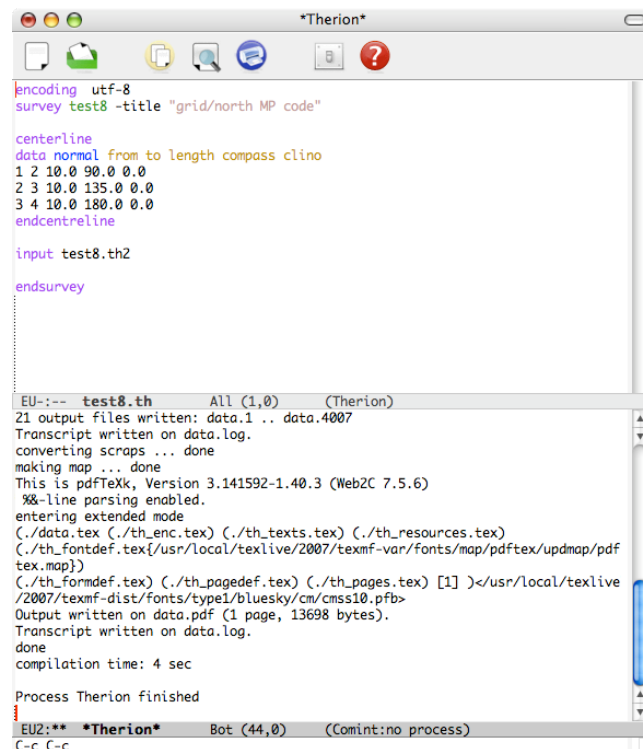 *Therion*
encoding  utf-8
survey test8 -title "grid/north MP code"
centerline
data normal from to length compass clino
1 2 10.0 90.0 0.0
2 3 10.0 135.0 0.0
3 4 10.0 180.0 0.0
endcentreline
input test8.th2
endsurvey
EU-:--  test8.th      All (1,0)     (Therion)
21 output files written: data.1 .. data.4007
Transcript written on data.log.
converting scraps ... done
making map ... done
This is pdfTeXk, Version 3.141592-1.40.3 (Web2C 7.5.6)
 %&-line parsing enabled.
entering extended mode
(./data.tex (./th_enc.tex) (./th_texts.tex) (./th_resources.tex)
(./th_fontdef.tex{/usr/local/texlive/2007/texmf-var/fonts/map/pdftex/updmap/pdf
tex.map})
(./th_formdef.tex) (./th_pagedef.tex) (./th_pages.tex) [1] )</usr/local/texlive
/2007/texmf-dist/fonts/type1/bluesky/cm/cmss10.pfb>
Output written on data.pdf (1 page, 13698 bytes).
Transcript written on data.log.
done
compilation time: 4 sec
Process Therion finished
EU2:**  *Therion*     Bot (44,0)    (Comint:no process)
C-c C-c